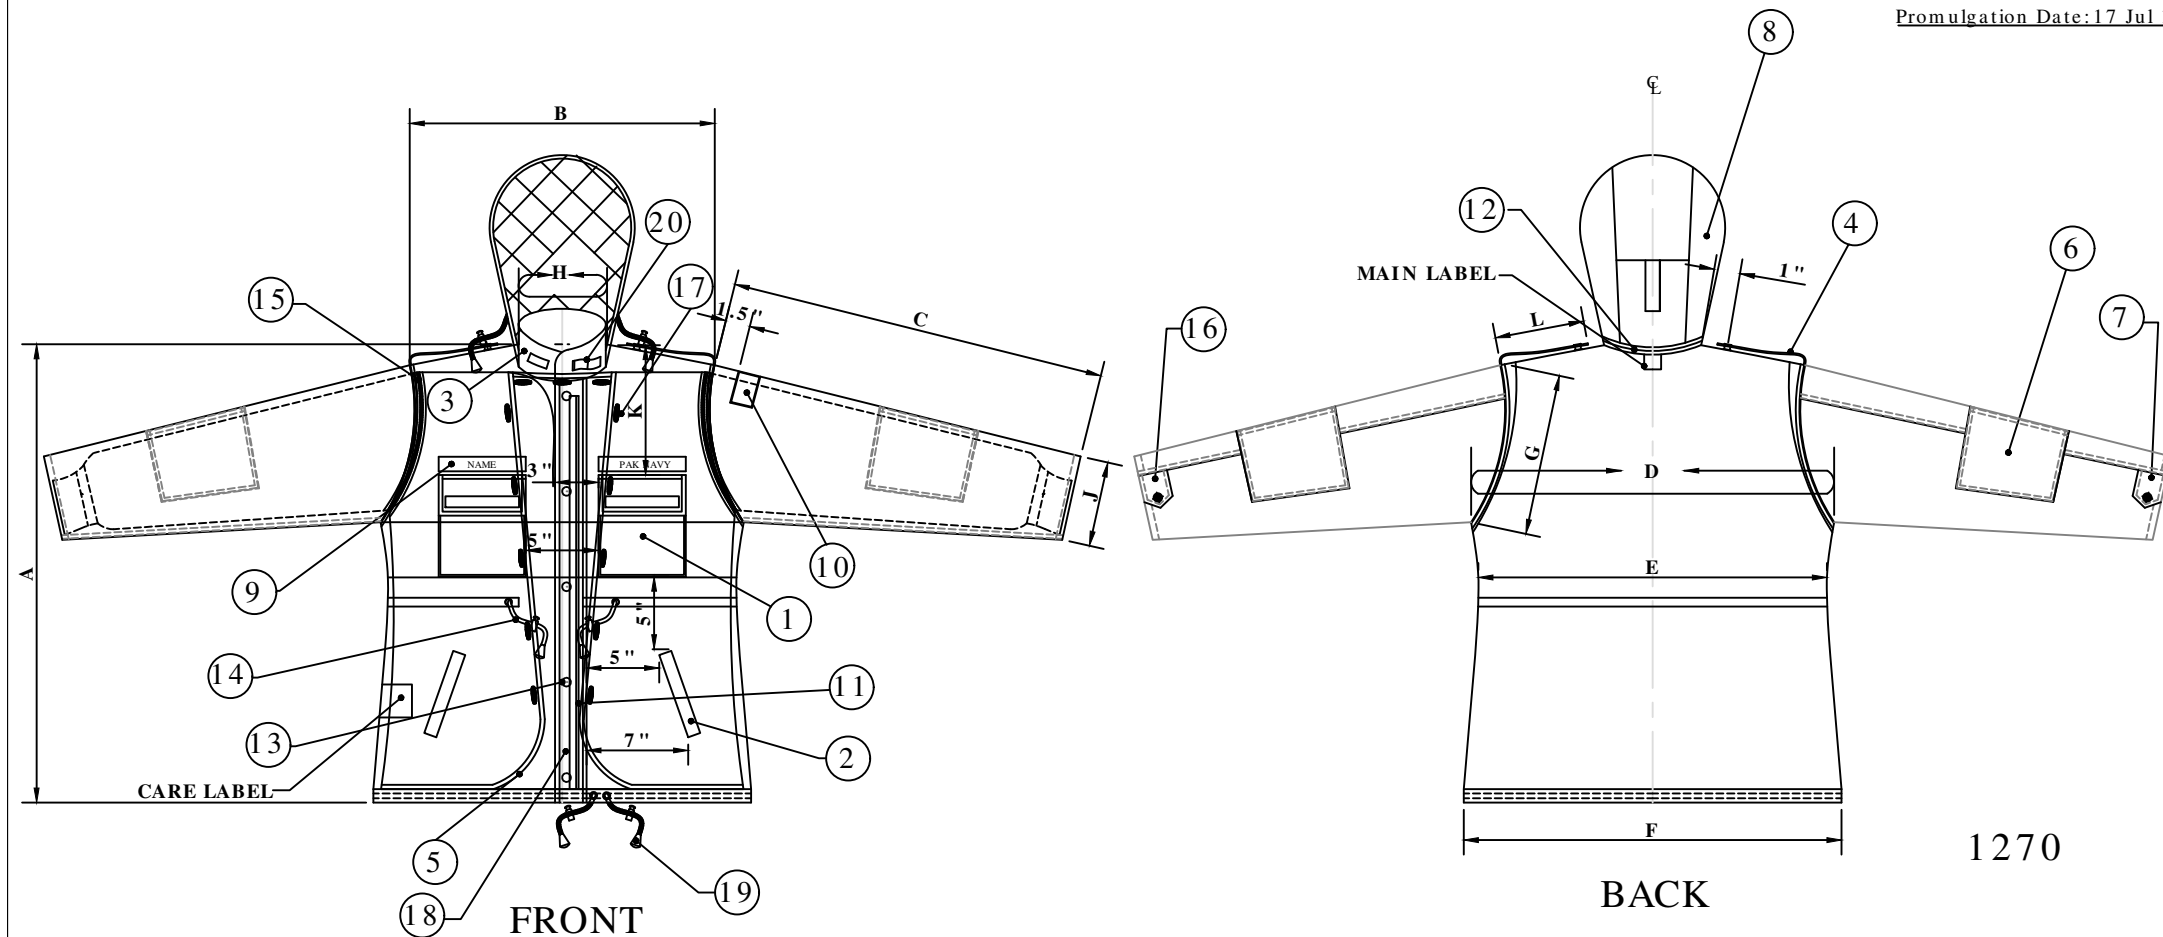 Promulgation Date:17 Jul
8
℄
B
20
12
4
6
H
17
MAIN LABEL
1"
15
C
1.5"
7
L
16
3
K
G
NAME
PAK NAVY
3"
D
J
5"
10
A
E
9
1
5"
14
5"
11
13
7"
2
CARE LABEL
F
5
1270
19
18
BACK
FRONT